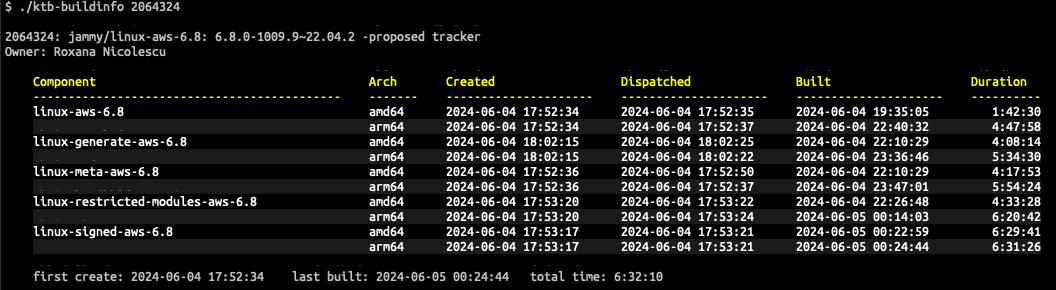 $ ./ktb-buildinfo 2064324
2064324: jammy/linux-aws-6.8: 6.8.0-1009.9~22.04.2 -proposed tracker
Owner: Roxana Nicolescu
Component Arch Created Dispatched Built Duration
linux-aws-6.8 amd64 2024-06-04 17:52:34 2024-06-04 17:52:35 2024-06-04 19:35:05 1:42:30
arm64 2024-06-04 17:52:34 2024-06-04 17:52:37 2024-06-04 22:40:32 4:47:58
linux-generate-aws-6.8 amd64 2024-06-04 18:02:15 2024-06-04 18:02:25 2024-06-04 22:10:29 4:08:14
arm64 2024-06-04 18:02:15 2024-06-04 18:02:22 2024-06-04 23:36:46 5:34:30
linux-meta-aws-6.8 amd64 2024-06-04 17:52:36 2024-06-04 17:52:50 2024-06-04 22:10:29 4:17:53
arm64 2024-06-04 17:52:36 2024-06-04 17:52:37 2024-06-04 23:47:01 5:54:24
linux-restricted-modules-aws-6.8 amd64 2024-06-04 17:53:20 2024-06-04 17:53:22 2024-06-04 22:26:48 4:33:28
arm64 2024-06-04 17:53:20 2024-06-04 17:53:24 2024-06-05 00:14:03 6:20:42
linux-signed-aws-6.8 amd64 2024-06-04 17:53:17 2024-06-04 17:53:21 2024-06-05 00:22:59 6:29:41
arm64 2024-06-04 17:53:17 2024-06-04 17:53:21 2024-06-05 00:24:44 6:31:26
first create: 2024-06-04 17:52:34 last built: 2024-06-05 00:24:44 total time: 6:32:10